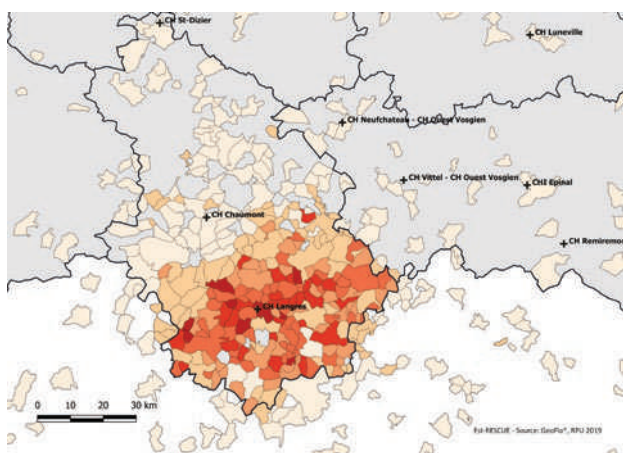 CH St-Dizier
CH Luneville
CH Neufchateau - CH Ouest Vosgien
CH Vittel - CH Ouest Vosgien
CHI Epinal
CH Chaumont
CH Remiremon
CH Langres
0 10 20 30 km
Est-RESCUE - Source: GeoFla®, RPU 2019